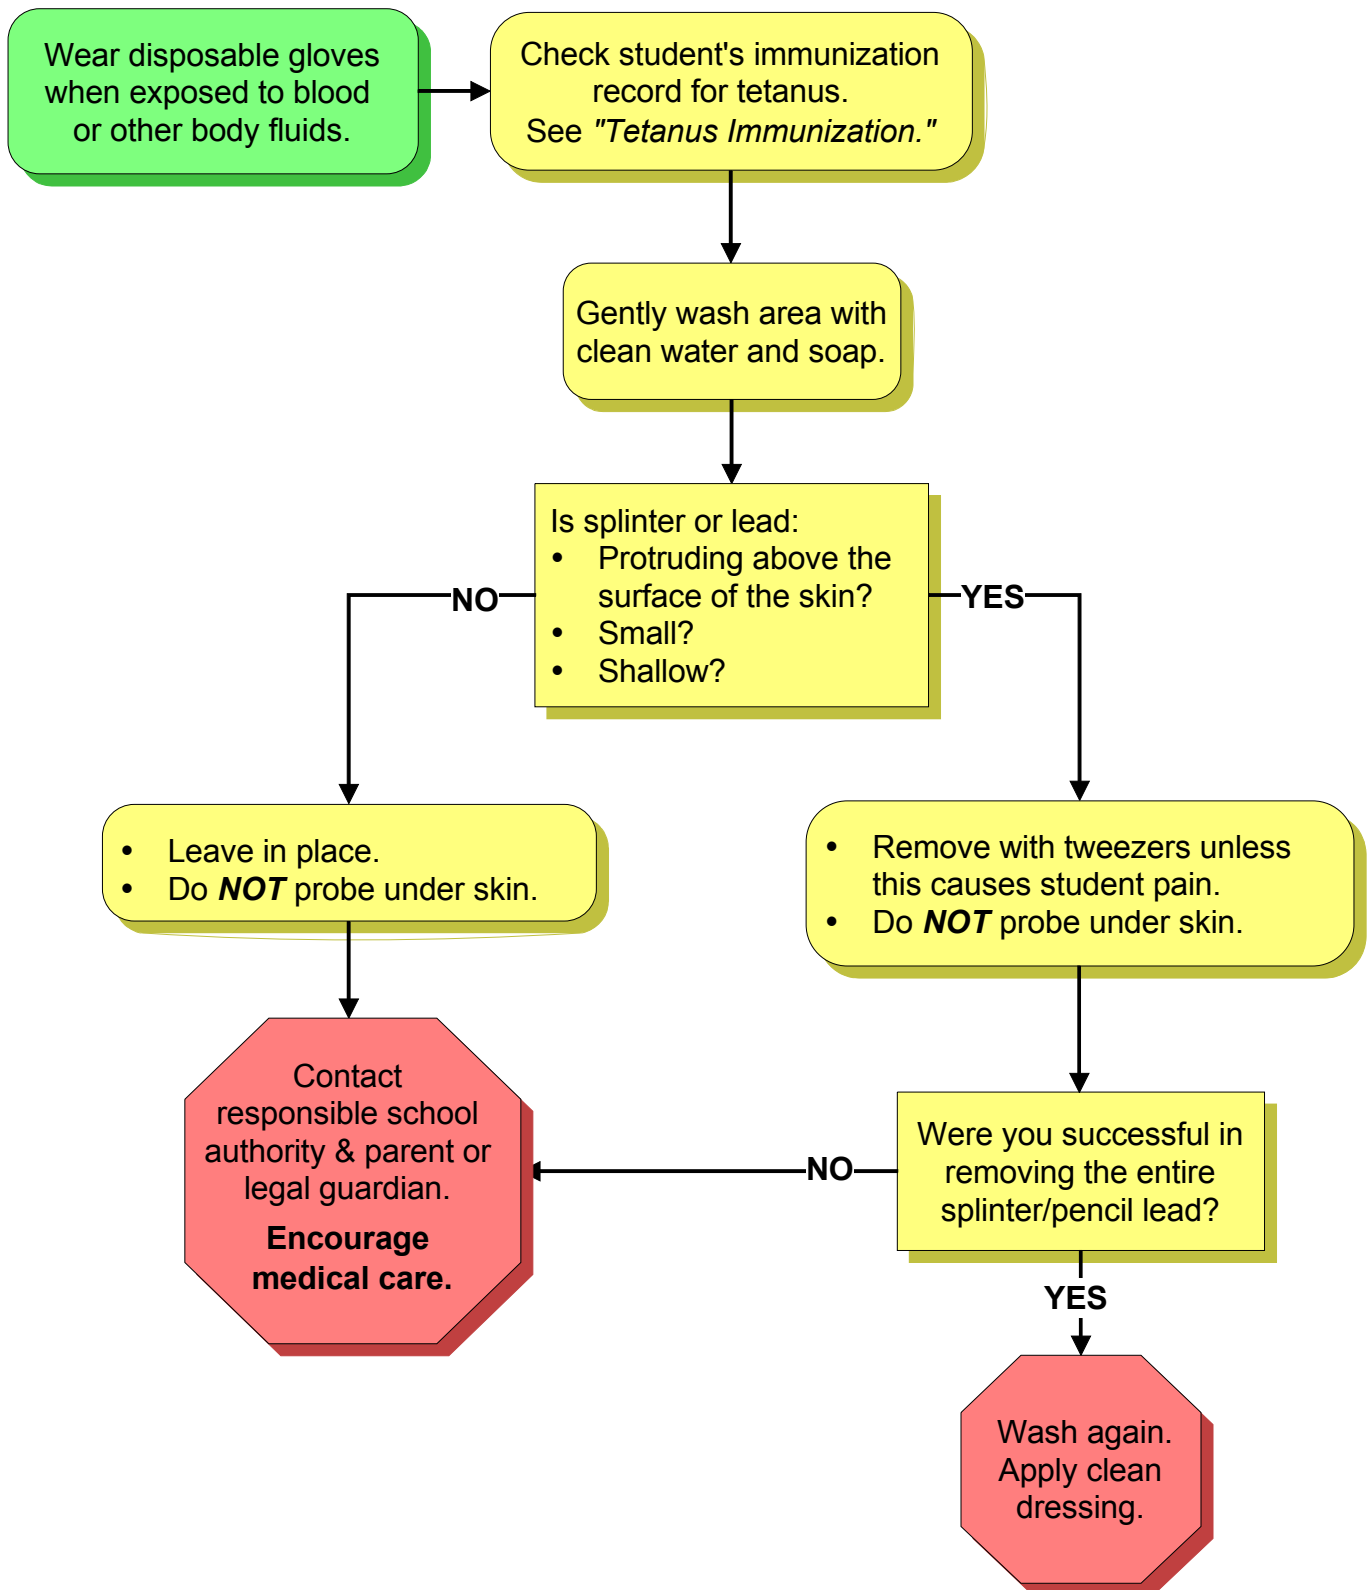 Wear disposable gloves
when exposed to blood
or other body fluids.
Check student's immunization
record for tetanus.
See "Tetanus Immunization."
Gently wash area with
clean water and soap.
Is splinter or lead:
• Protruding above the
surface of the skin?
• Small?
• Shallow?
NO
YES
• Leave in place.
• Do NOT probe under skin.
• Remove with tweezers unless
this causes student pain.
• Do NOT probe under skin.
Contact
responsible school
authority & parent or
legal guardian.
Encourage
medical care.
NO
Were you successful in
removing the entire
splinter/pencil lead?
YES
Wash again.
Apply clean
dressing.